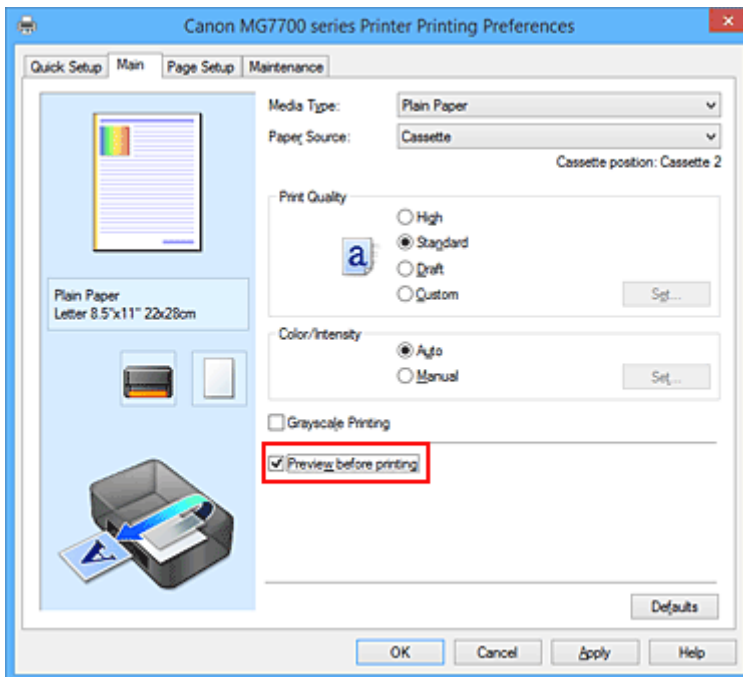 Canon MG7700 series Printer Printing Preferences
Quick Setup Main Page Setup Maintenance
Media Type: Plain Paper
Paper Source: Cassette
Cassette position: Cassette 2
Print Quality
High
a Standard
Draft
Custom Set...
Plain Paper
Letter 8.5"x11" 22x28cm
Color/Intensity
Auto
Manual Set...
Grayscale Printing
Preview before printing
A
Defaults
OK Cancel Apply Help